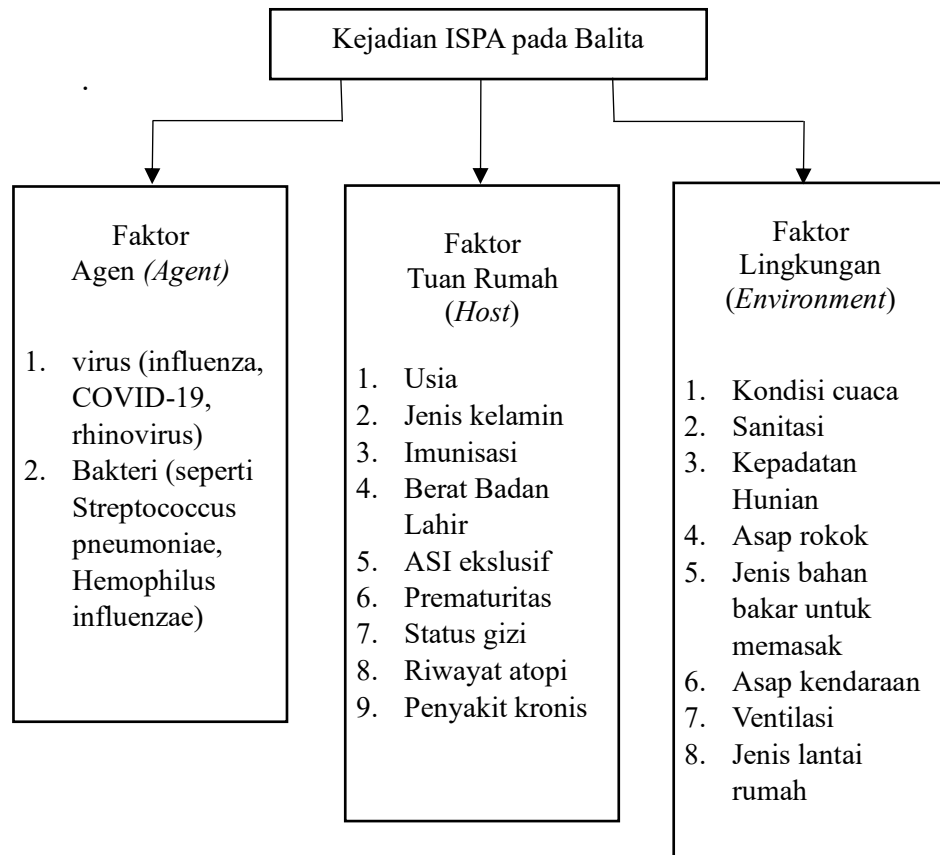 Kejadian ISPA pada Balita
.
Faktor
Agen (Agent)
1. virus (influenza,
COVID-19,
rhinovirus)
2. Bakteri (seperti
Streptococcus
pneumoniae,
Hemophilus
influenzae)
Faktor
Tuan Rumah
(Host)
1. Usia
2. Jenis kelamin
3. Imunisasi
4. Berat Badan
Lahir
5. ASI ekslusif
6. Prematuritas
7. Status gizi
8. Riwayat atopi
9. Penyakit kronis
Faktor
Lingkungan
(Environment)
1. Kondisi cuaca
2. Sanitasi
3. Kepadatan
Hunian
4. Asap rokok
5. Jenis bahan
bakar untuk
memasak
6. Asap kendaraan
7. Ventilasi
8. Jenis lantai
rumah